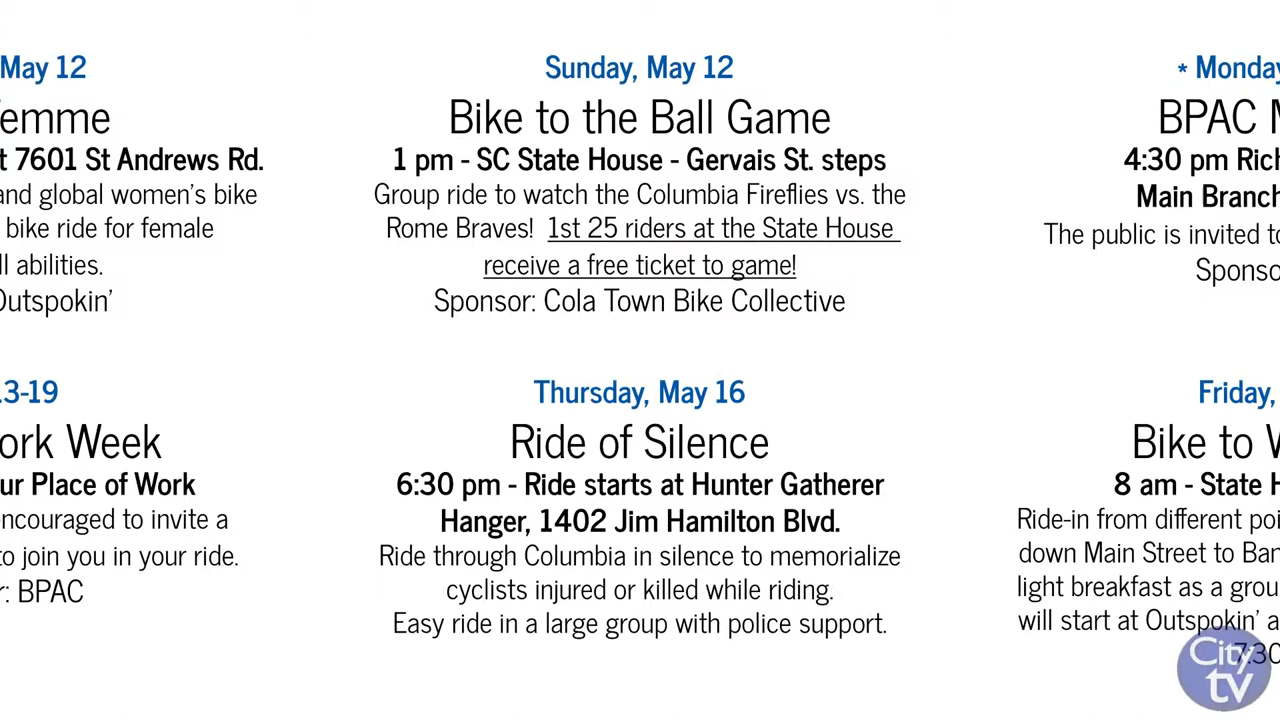 May 12
emme
t 7601 St Andrews Rd.
and global women's bike
bike ride for female
ll abilities.
Outspokin'
Sunday, May 12
Bike to the Ball Game
1 pm - SC State House - Gervais St. steps
Group ride to watch the Columbia Fireflies vs. the
Rome Braves! 1st 25 riders at the State House
receive a free ticket to game!
Sponsor: Cola Town Bike Collective
* Monday
BPAC M
4:30 pm Rich
Main Branch
The public is invited to
Sponso
13-19
ork Week
ur Place of Work
encouraged to invite a
to join you in your ride.
r: BPAC
Thursday, May 16
Ride of Silence
6:30 pm - Ride starts at Hunter Gatherer
Hanger, 1402 Jim Hamilton Blvd.
Ride through Columbia in silence to memorialize
cyclists injured or killed while riding.
Easy ride in a large group with police support.
Friday,
Bike to W
8 am - State H
Ride-in from different poi
down Main Street to Ban
light breakfast as a grou
will start at Outspokin' a
7:30
City
tv